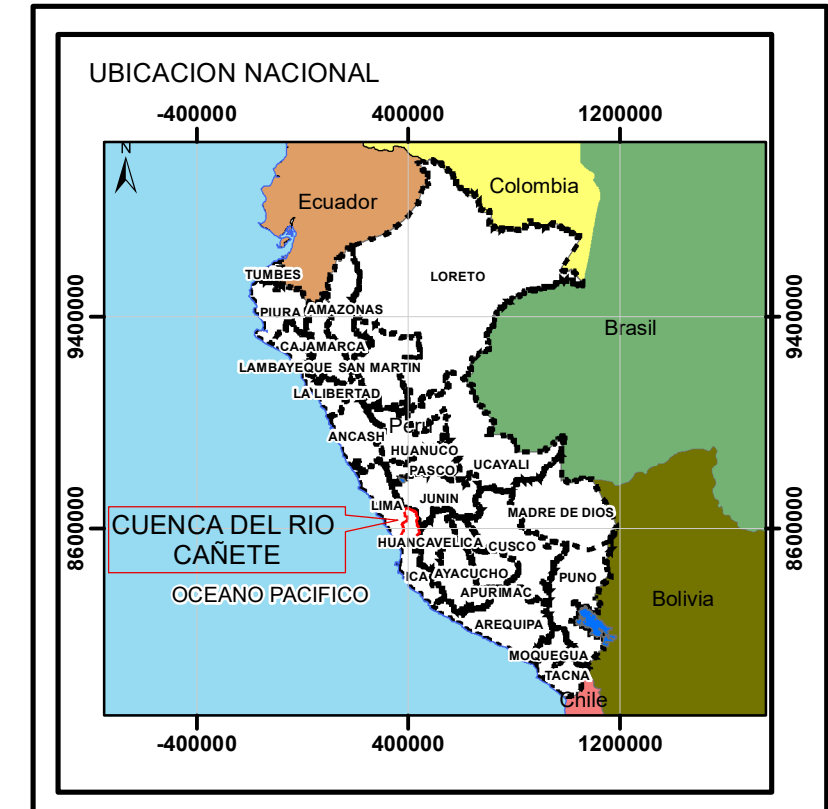 UBICACION NACIONAL
-400000
400000
1200000
N
Ecuador
Colombia
TUMBES
LORETO
9400000
9400000
PIURA
AMAZONAS
Brasil
CAJAMARCA
LAMBAYEQUE
SAN MARTIN
LA LIBERTAD
Perú
ANCASH
HUANUCO
PASCO
UCAYALI
JUNIN
LIMA
MADRE DE DIOS
8600000
8600000
CUENCA DEL RIO
CAÑETE
HUANCAVELICA
CUSCO
ICA
AYACUCHO
PUNO
OCEANO PACIFICO
APURIMAC
Bolivia
AREQUIPA
MOQUEGUA
TACNA
Chile
-400000
400000
1200000